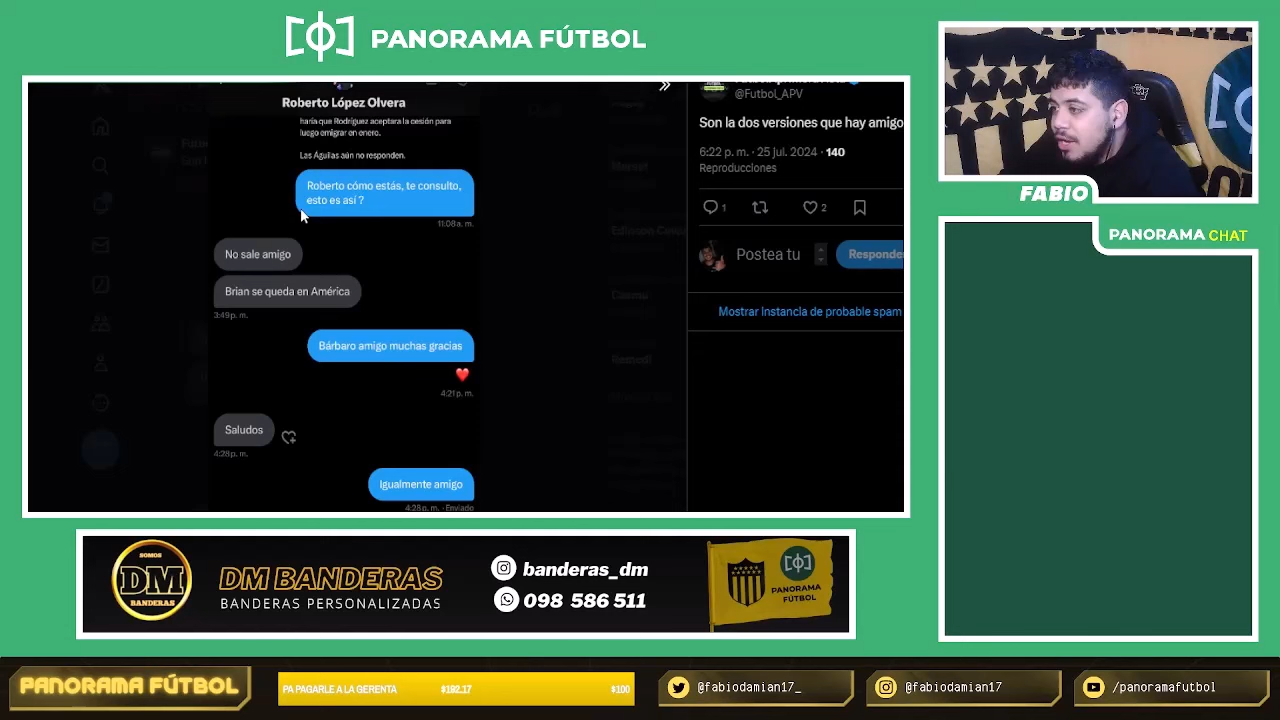 PANORAMA FÚTBOL
Roberto López Olvera
haría que Rodríguez aceptara la cesión para
luego emigrar en enero.
Las Águilas aún no responden.
Roberto cómo estás, te consulto,
esto es así ?
11:08 a. m.
No sale amigo
Brian se queda en América
3:49 p. m.
Bárbaro amigo muchas gracias
4:21 p. m.
Saludos
4:28 p. m.
Igualmente amigo
4:28 p. m. · Enviado
@Futbol_APV
Son la dos versiones que hay amigo
6:22 p. m. · 25 jul. 2024 · 140
Reproducciones
1
2
Postea tu
Responder
Mostrar instancia de probable spam
FABIO
PANORAMA CHAT
SOMOS
DM
BANDERAS
DM BANDERAS
BANDERAS PERSONALIZADAS
banderas_dm
098 586 511
PANORAMA
FÚTBOL
PANORAMA FÚTBOL
PA PAGARLE A LA GERENTA $192.17 $100
@fabiodamian17_
@fabiodamian17
/panoramafutbol